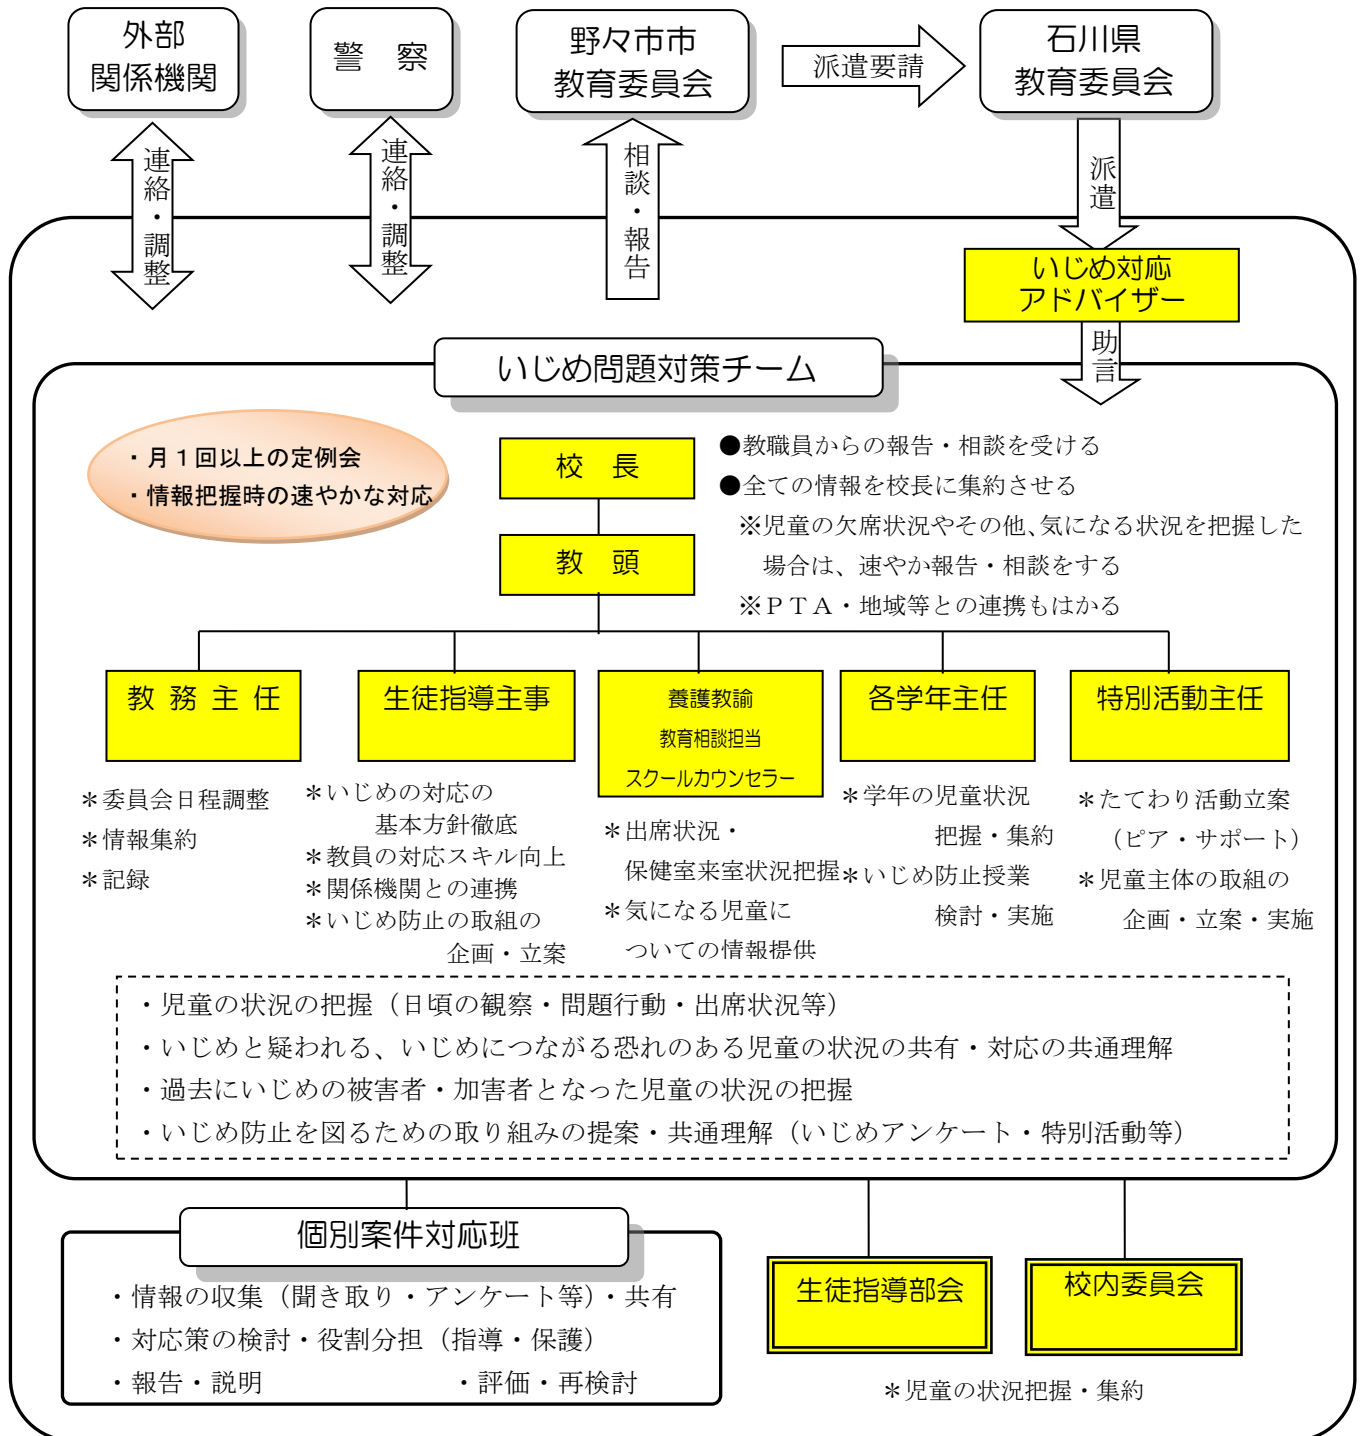 外部
関係機関
警　察
野々市市
教育委員会
派遣要請
石川県
教育委員会
連絡・調整
連絡・調整
相談・報告
派遣
いじめ対応
アドバイザー
助言
いじめ問題対策チーム
・月１回以上の定例会
・情報把握時の速やかな対応
校　長
教　頭
●教職員からの報告・相談を受ける
●全ての情報を校長に集約させる
※児童の欠席状況やその他、気になる状況を把握した
場合は、速やか報告・相談をする
※ＰＴＡ・地域等との連携もはかる
教 務 主 任
＊委員会日程調整
＊情報集約
＊記録
生徒指導主事
＊いじめの対応の
基本方針徹底
＊教員の対応スキル向上
＊関係機関との連携
＊いじめ防止の取組の
企画・立案
養護教諭
教育相談担当
スクールカウンセラー
＊出席状況・
保健室来室状況把握
＊気になる児童に
ついての情報提供
各学年主任
＊学年の児童状況
把握・集約
＊いじめ防止授業
検討・実施
特別活動主任
＊たてわり活動立案
（ピア・サポート）
＊児童主体の取組の
企画・立案・実施
・児童の状況の把握（日頃の観察・問題行動・出席状況等）
・いじめと疑われる、いじめにつながる恐れのある児童の状況の共有・対応の共通理解
・過去にいじめの被害者・加害者となった児童の状況の把握
・いじめ防止を図るための取り組みの提案・共通理解（いじめアンケート・特別活動等）
個別案件対応班
・情報の収集（聞き取り・アンケート等）・共有
・対応策の検討・役割分担（指導・保護）
・報告・説明　・評価・再検討
生徒指導部会
校内委員会
＊児童の状況把握・集約